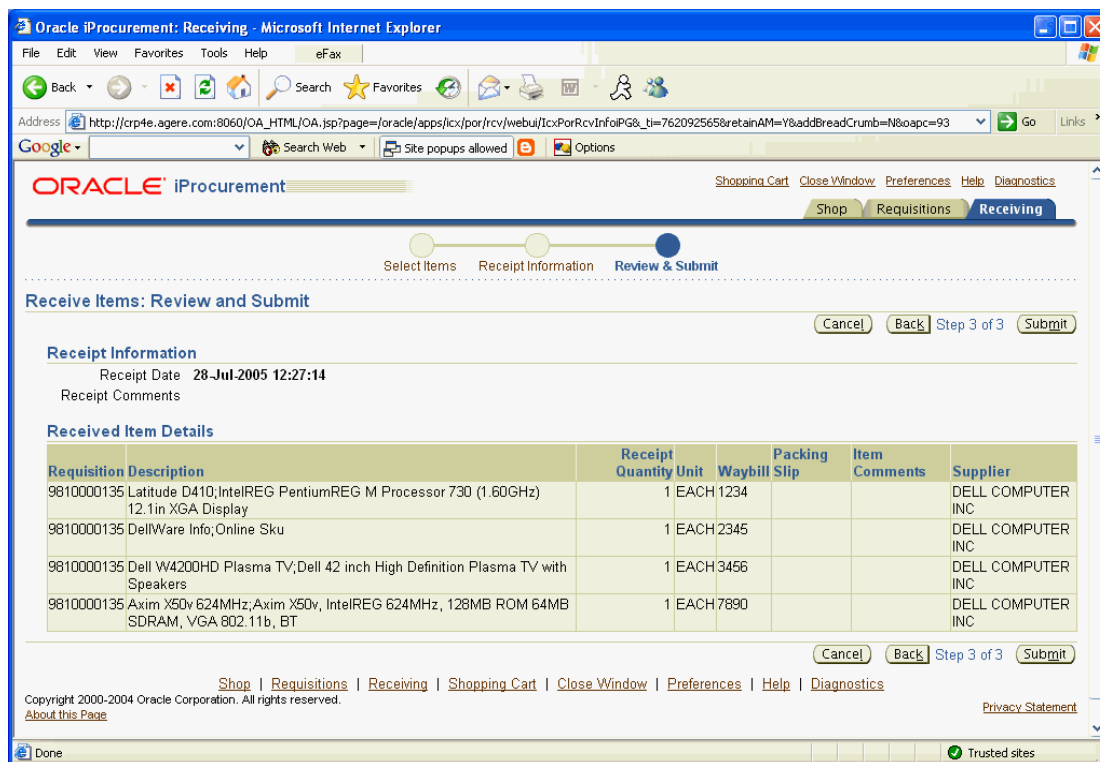 Oracle iProcurement: Receiving - Microsoft Internet Explorer
File Edit View Favorites Tools Help eFax
Back Search Favorites
Address http://crp4e.agere.com:8060/OA_HTML/OA.jsp?page=/oracle/apps/icx/por/rcv/webui/IcxPorRcvInfoIPG&_ti=762092565&retainAM=Y&addBreadCrumb=N&oapc=93 Go Links
Google Search Web Site popups allowed Options
ORACLE iProcurement Shopping Cart Close Window Preferences Help Diagnostics
Shop Requisitions Receiving
Select Items Receipt Information Review & Submit
Receive Items: Review and Submit
Cancel Back Step 3 of 3 Submit
Receipt Information
Receipt Date 28-Jul-2005 12:27:14
Receipt Comments
Received Item Details
Requisition Description Receipt Quantity Unit Waybill Packing Slip Item Comments Supplier
9810000135 Latitude D410;IntelREG PentiumREG M Processor 730 (1.60GHz) 1 EACH 1234 DELL COMPUTER
12.1in XGA Display INC
9810000135 DellWare Info;Online Sku 1 EACH 2345 DELL COMPUTER
INC
9810000135 Dell W4200HD Plasma TV;Dell 42 inch High Definition Plasma TV with 1 EACH 3456 DELL COMPUTER
Speakers INC
9810000135 Axim X50v 624MHz;Axim X50v, IntelREG 624MHz, 128MB ROM 64MB 1 EACH 7890 DELL COMPUTER
SDRAM, VGA 802.11b, BT INC
Cancel Back Step 3 of 3 Submit
Shop | Requisitions | Receiving | Shopping Cart | Close Window | Preferences | Help | Diagnostics
Copyright 2000-2004 Oracle Corporation. All rights reserved.
About this Page Privacy Statement
Done Trusted sites